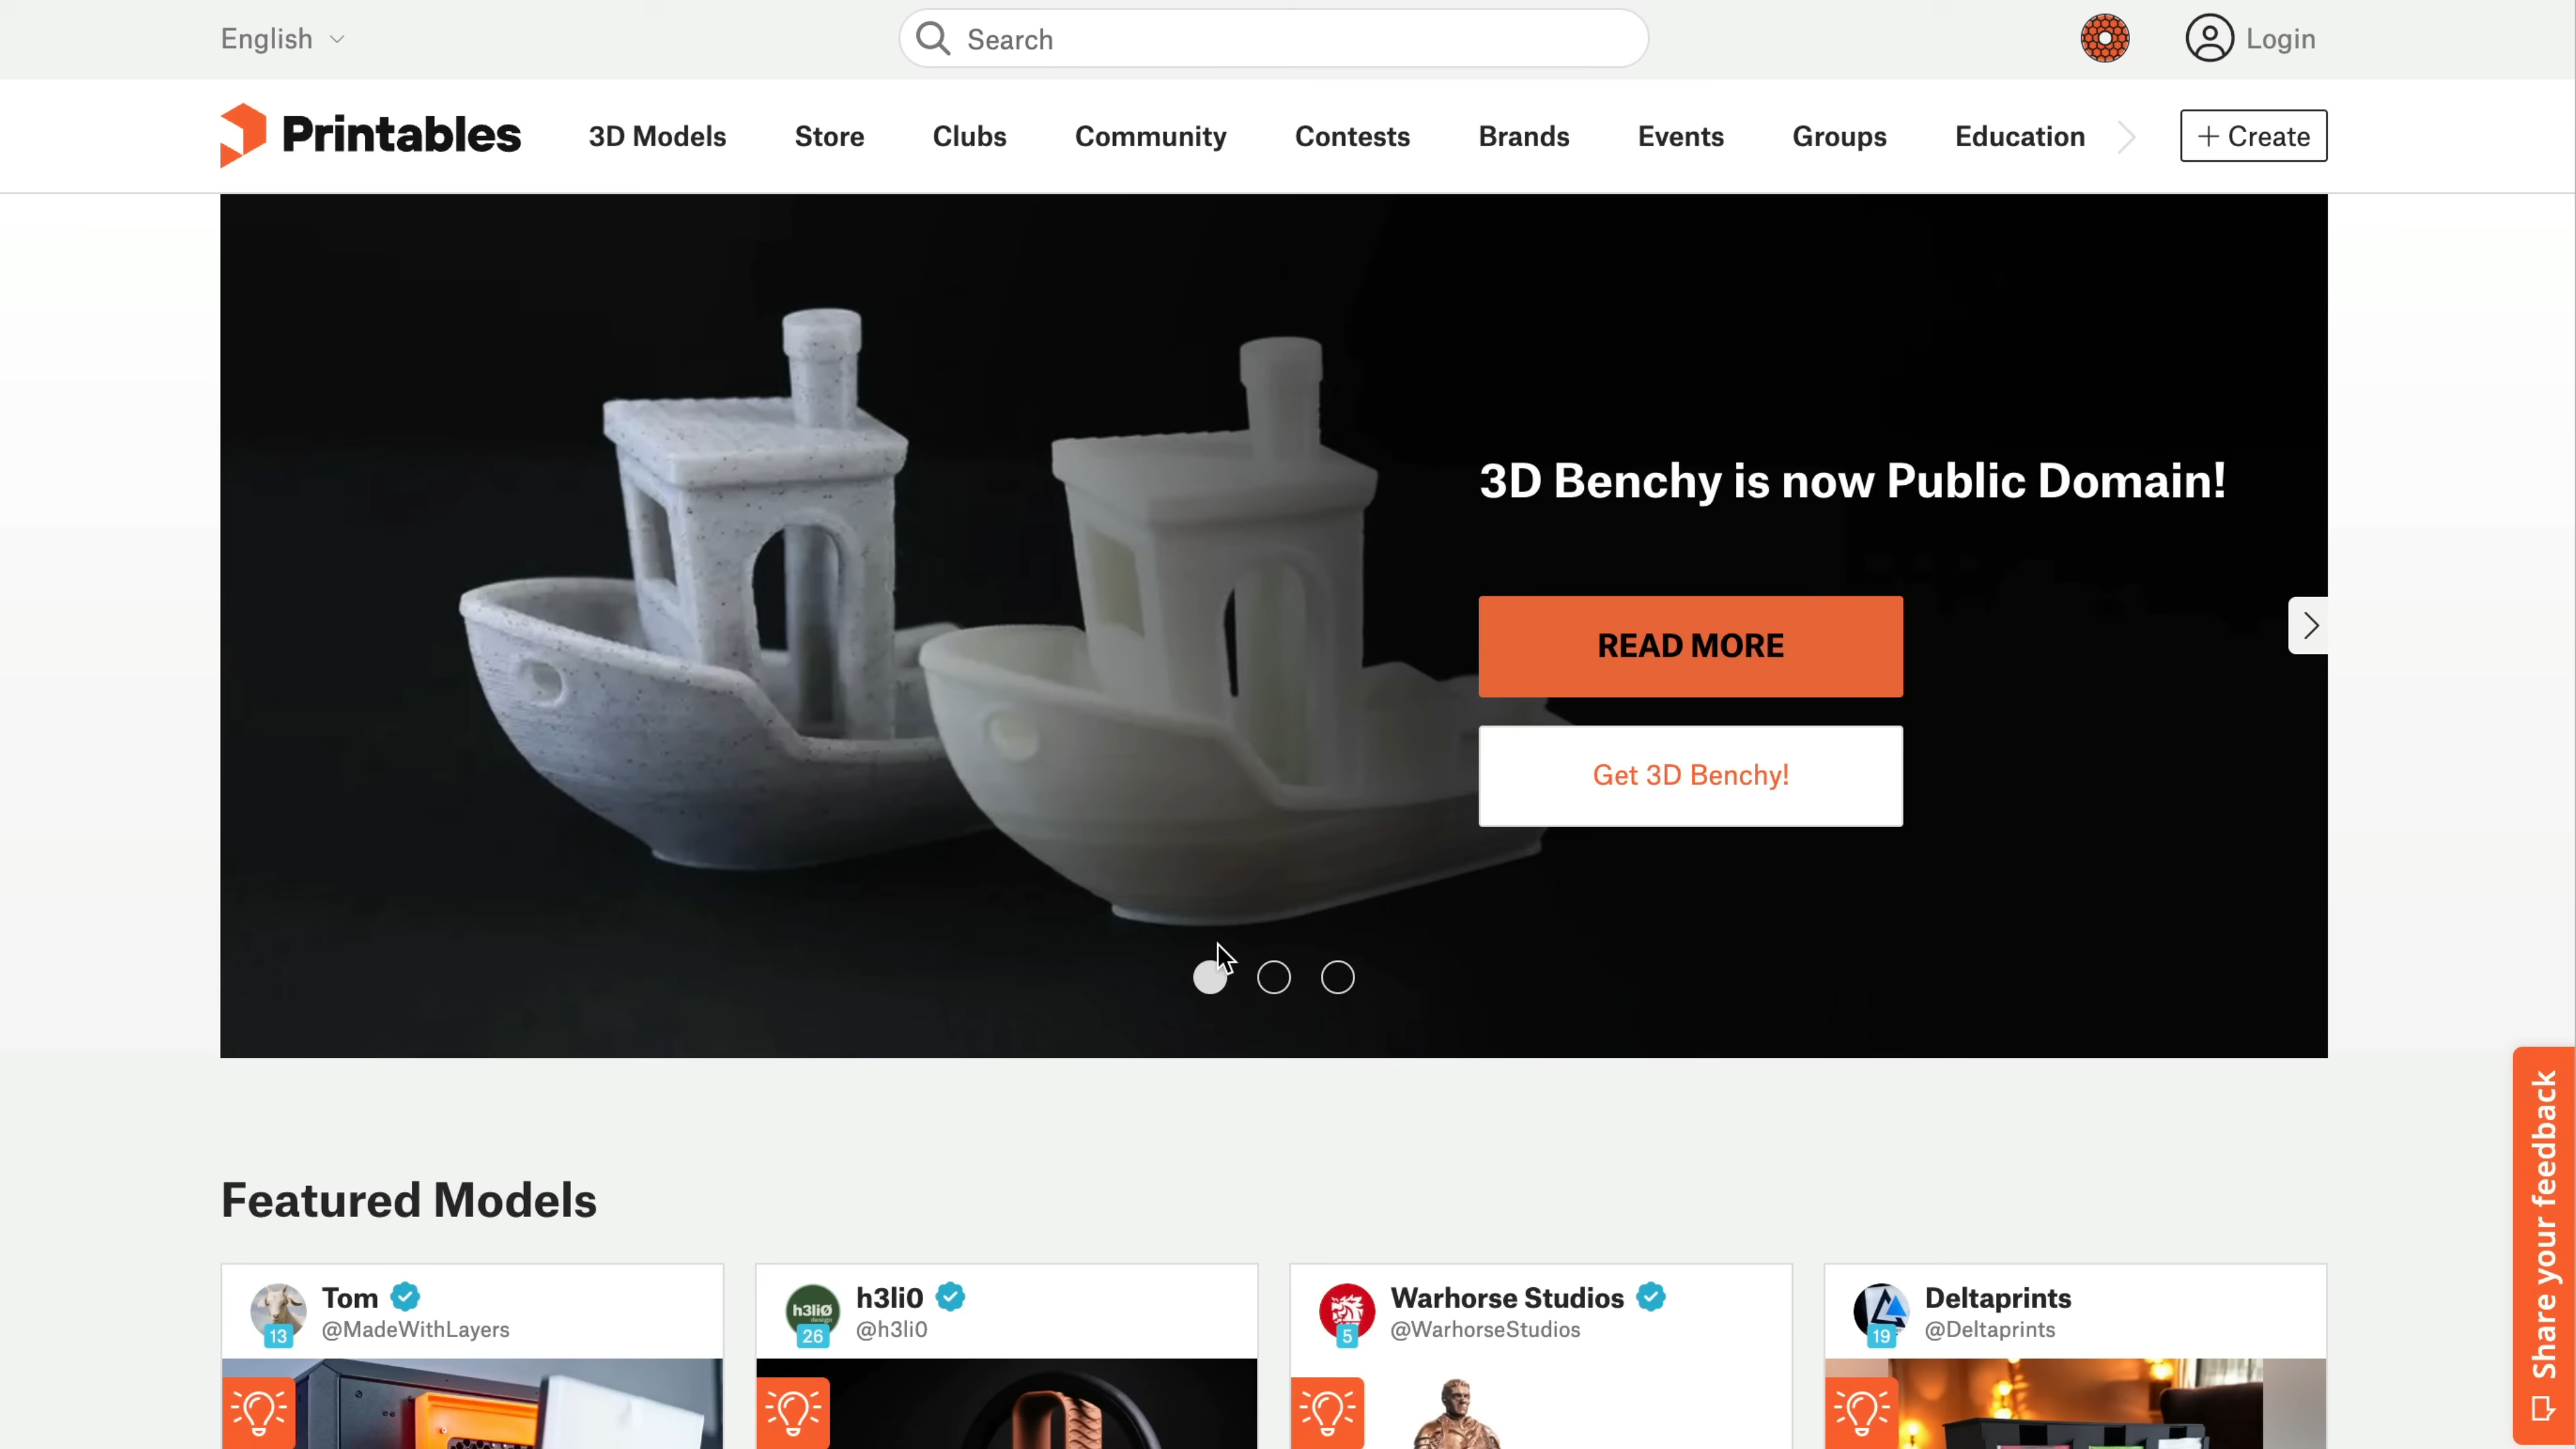 English
Search
Login
Printables
3D Models
Store
Clubs
Community
Contests
Brands
Events
Groups
Education
+ Create
3D Benchy is now Public Domain!
READ MORE
Get 3D Benchy!
Share your feedback
Featured Models
Tom
@MadeWithLayers
13
h3li0
@h3li0
h3liØ
design
26
Warhorse Studios
@WarhorseStudios
5
Deltaprints
@Deltaprints
19